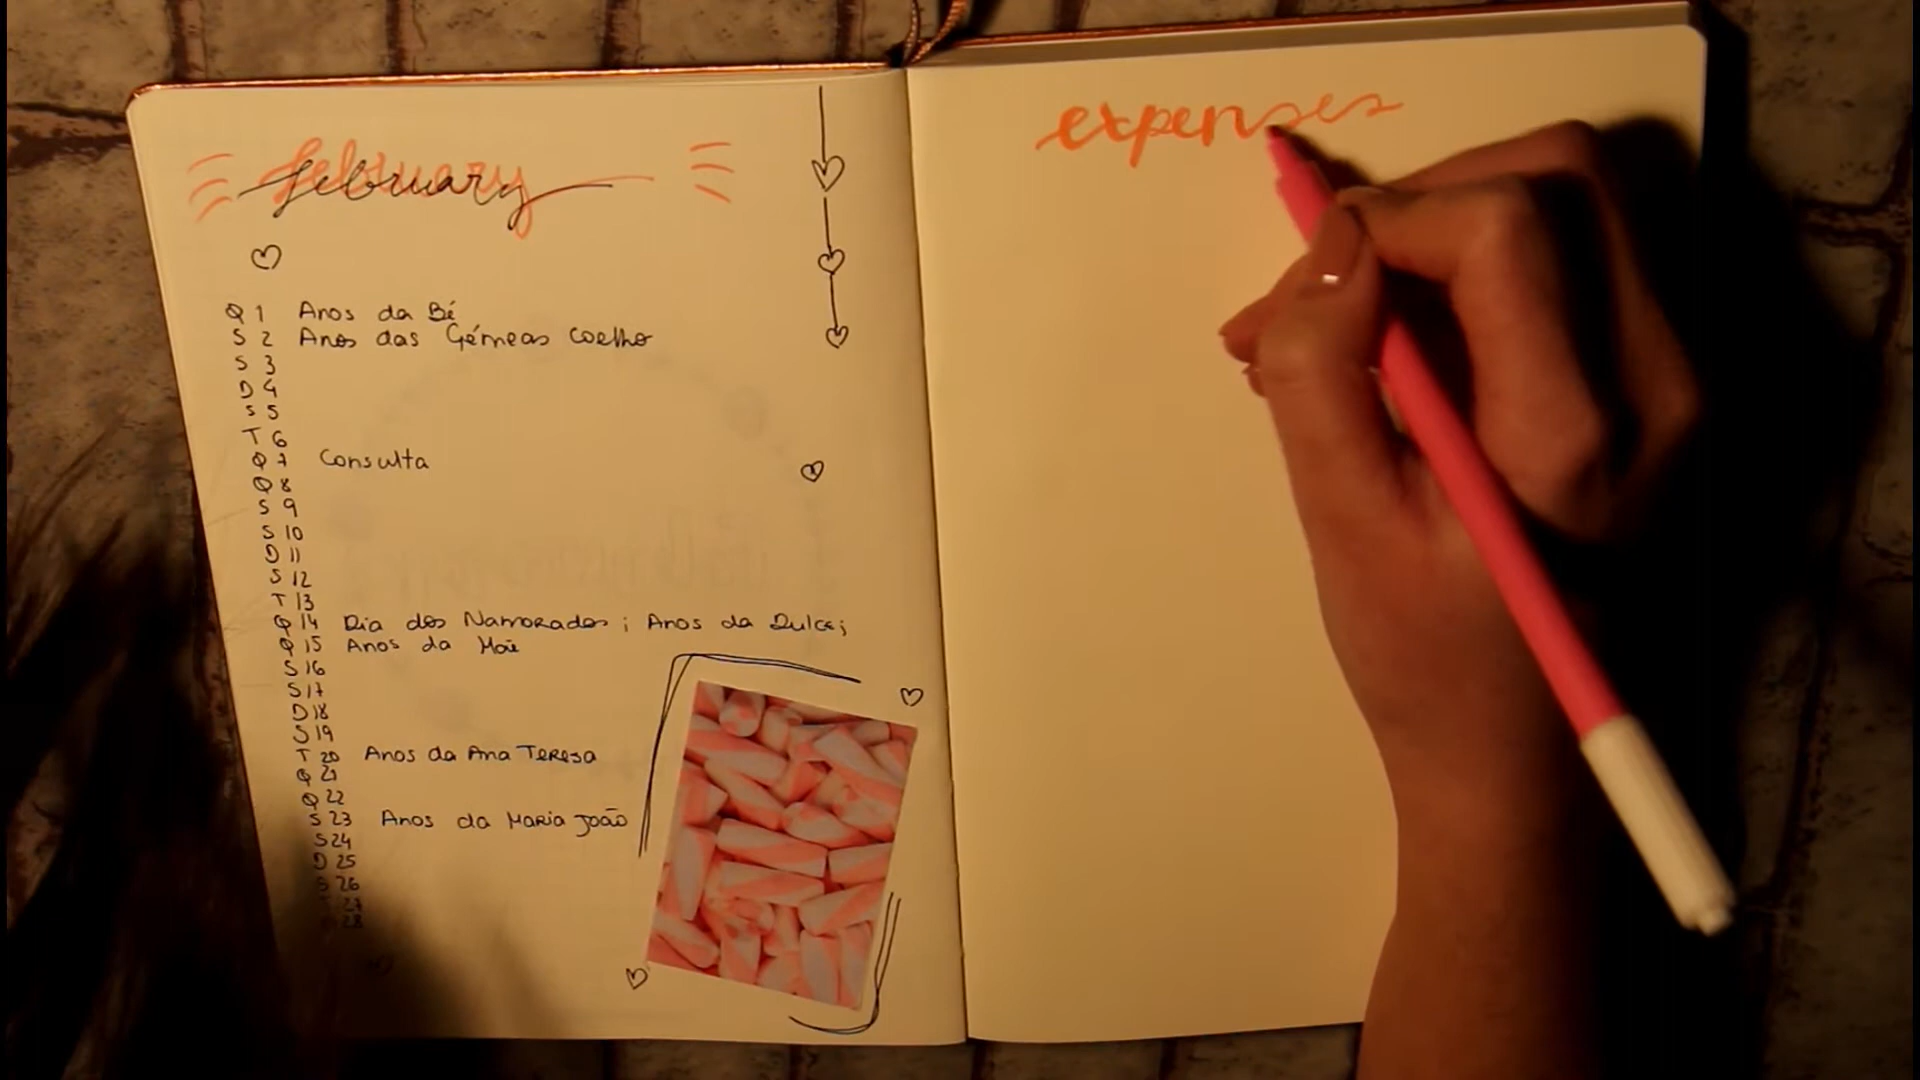 february
Q 1 Anos da Bé
S 2 Anos das Gémeas Coelho
S 3
D 4
S 5
T 6
Q 7 Consulta
Q 8
S 9
S 10
D 11
S 12
T 13
Q 14 Dia dos Namorados ; Anos da Dulce;
Q 15 Anos da Mãe
S 16
S 17
D 18
S 19
T 20 Anos da Ana Teresa
Q 21
Q 22
S 23 Anos da Maria João
S 24
D 25
S 26
27
28
expenses